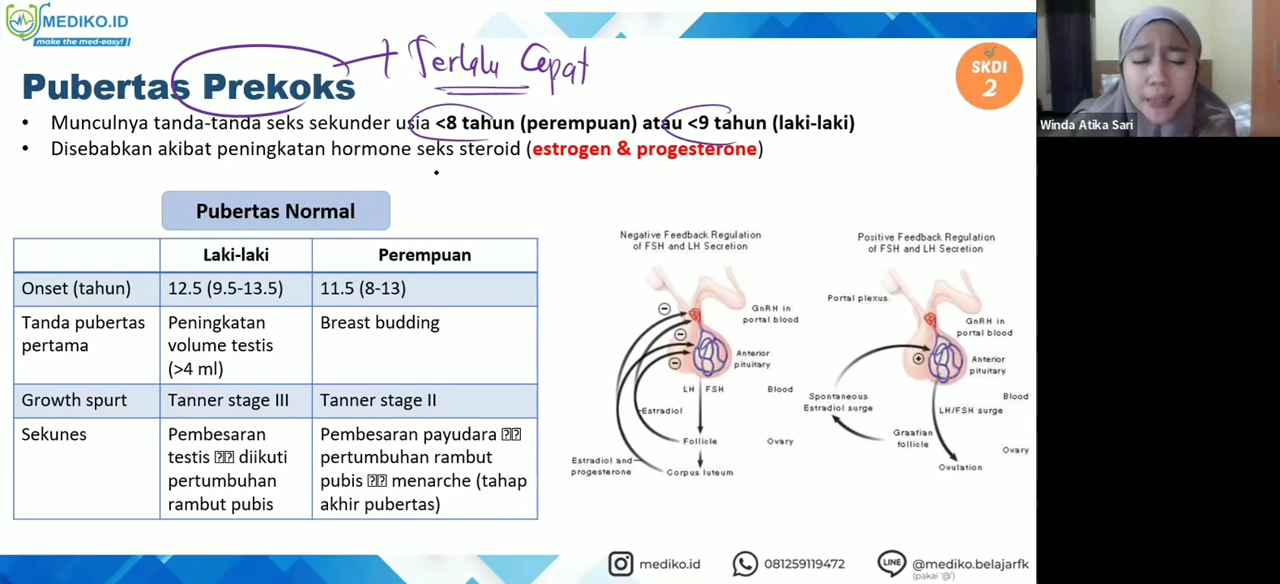 MEDIKO.ID
make the med-easy!
Terlalu Cepat
Pubertas Prekoks
SKDI
2
Winda Atika Sari
• Munculnya tanda-tanda seks sekunder usia <8 tahun (perempuan) atau <9 tahun (laki-laki)
• Disebabkan akibat peningkatan hormone seks steroid (estrogen & progesterone)
Pubertas Normal
Laki-laki Perempuan
Onset (tahun) 12.5 (9.5-13.5) 11.5 (8-13)
Tanda pubertas pertama Peningkatan volume testis (>4 ml) Breast budding
Growth spurt Tanner stage III Tanner stage II
Sekunes Pembesaran testis diikuti pertumbuhan rambut pubis Pembesaran payudara pertumbuhan rambut pubis menarche (tahap akhir pubertas)
Negative Feedback Regulation
of FSH and LH Secretion
GnRH in
portal blood
Anterior
pituitary
LH FSH
Blood
Estradiol
Follicle
Ovary
Estradiol and
progesterone
Corpus luteum
Positive Feedback Regulation
of FSH and LH Secretion
Portal plexus
GnRH in
portal blood
Anterior
pituitary
Spontaneous
Estradiol surge
Blood
LH/FSH surge
Graafian
follicle
Ovary
Ovulation
mediko.id
081259119472
LINE
@mediko.belajarfk
(pakai '@')